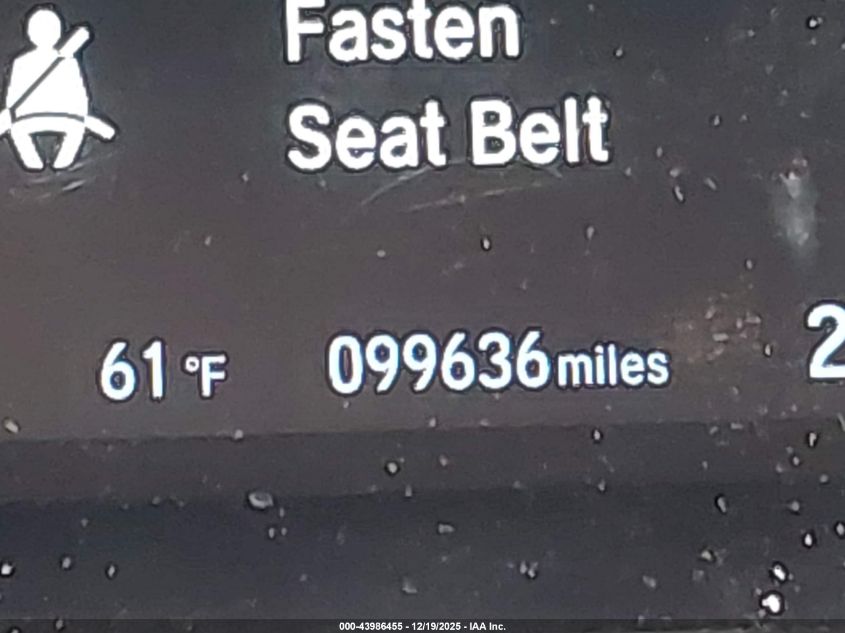 Fasten
Seat Belt
61 °F 099636 miles 2
000-43986455 - 12/19/2025 - IAA Inc.